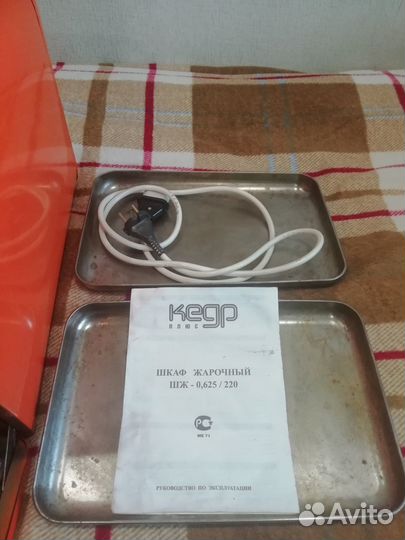 кедр
плюс
ШКАФ ЖАРОЧНЫЙ
ШЖ - 0,625 / 220
РУКОВОДСТВО ПО ЭКСПЛУАТАЦИИ
Avito